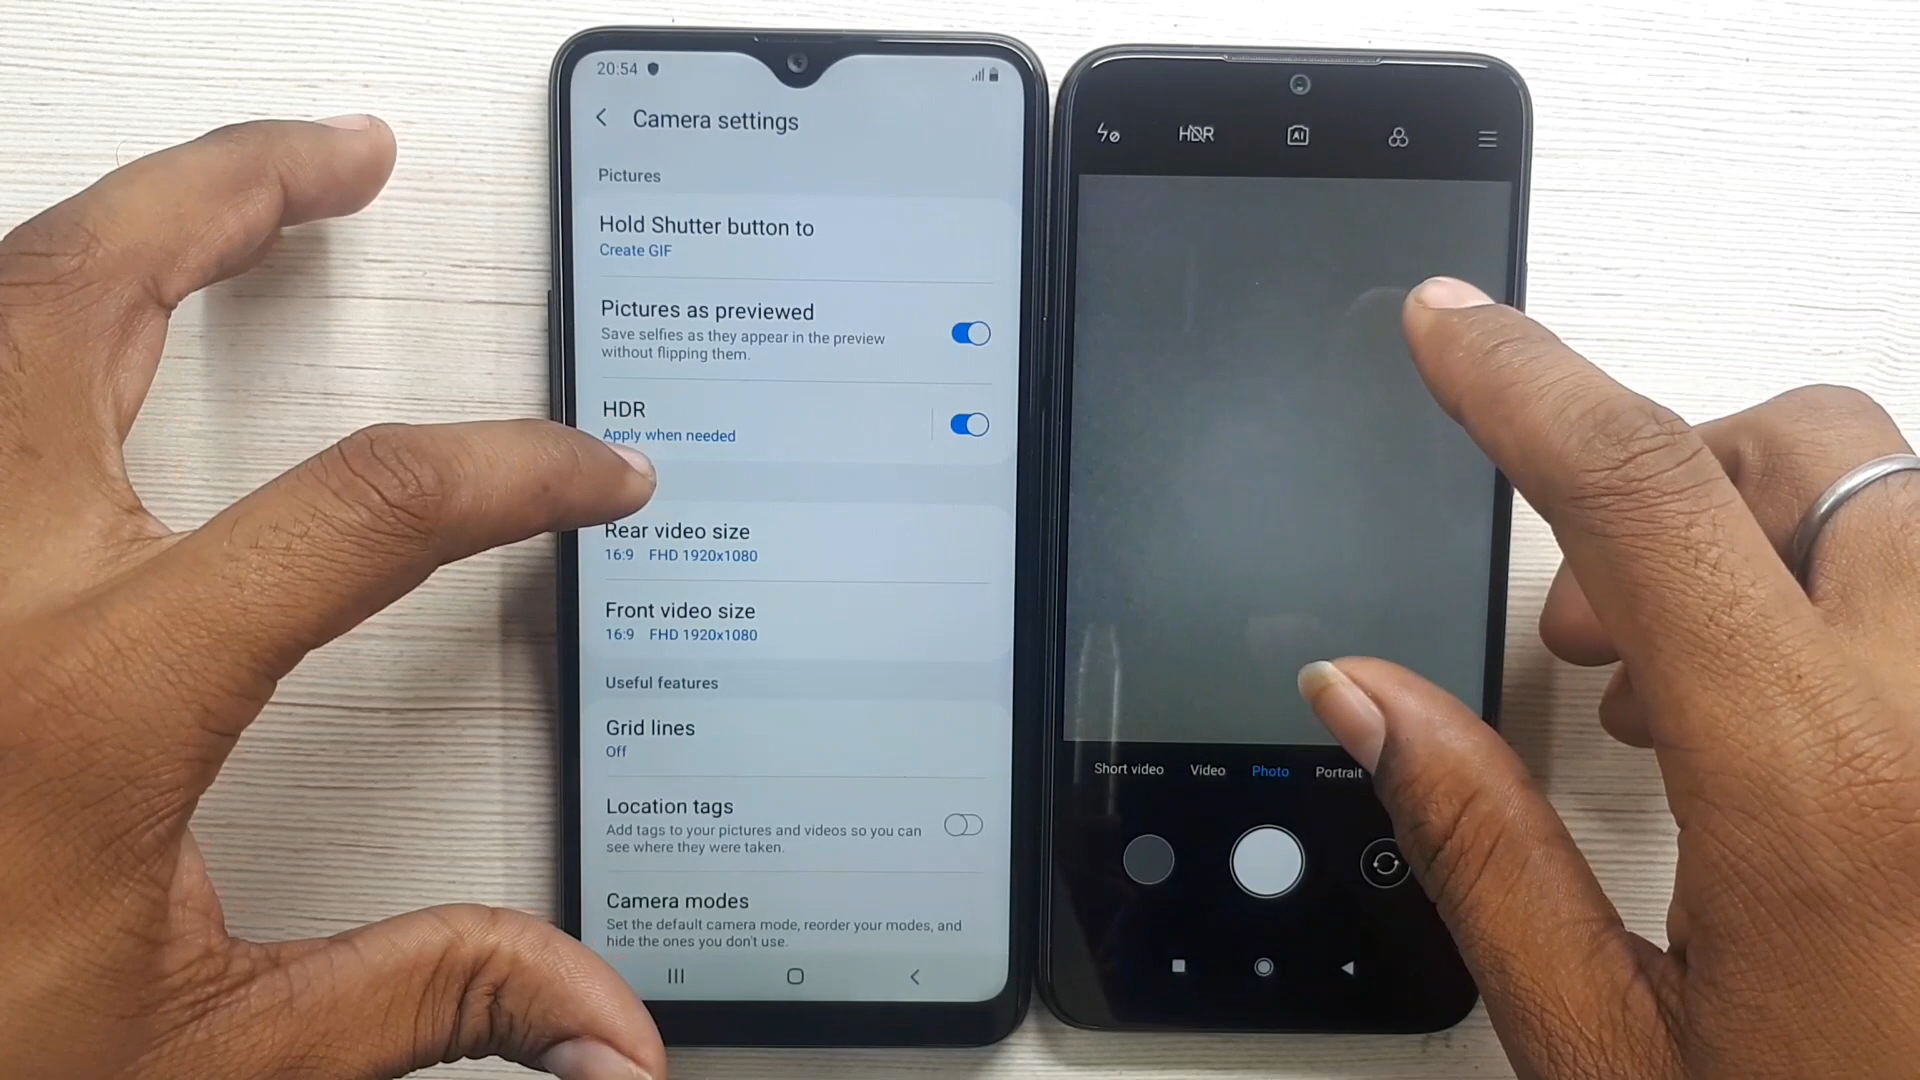 20:54
Camera settings
Pictures
Hold Shutter button to
Create GIF
Pictures as previewed
Save selfies as they appear in the preview
without flipping them.
HDR
Apply when needed
Rear video size
16:9 FHD 1920x1080
Front video size
16:9 FHD 1920x1080
Useful features
Grid lines
Off
Location tags
Add tags to your pictures and videos so you can
see where they were taken.
Camera modes
Set the default camera mode, reorder your modes, and
hide the ones you don't use.
HDR
AI
Short video Video Photo Portrait